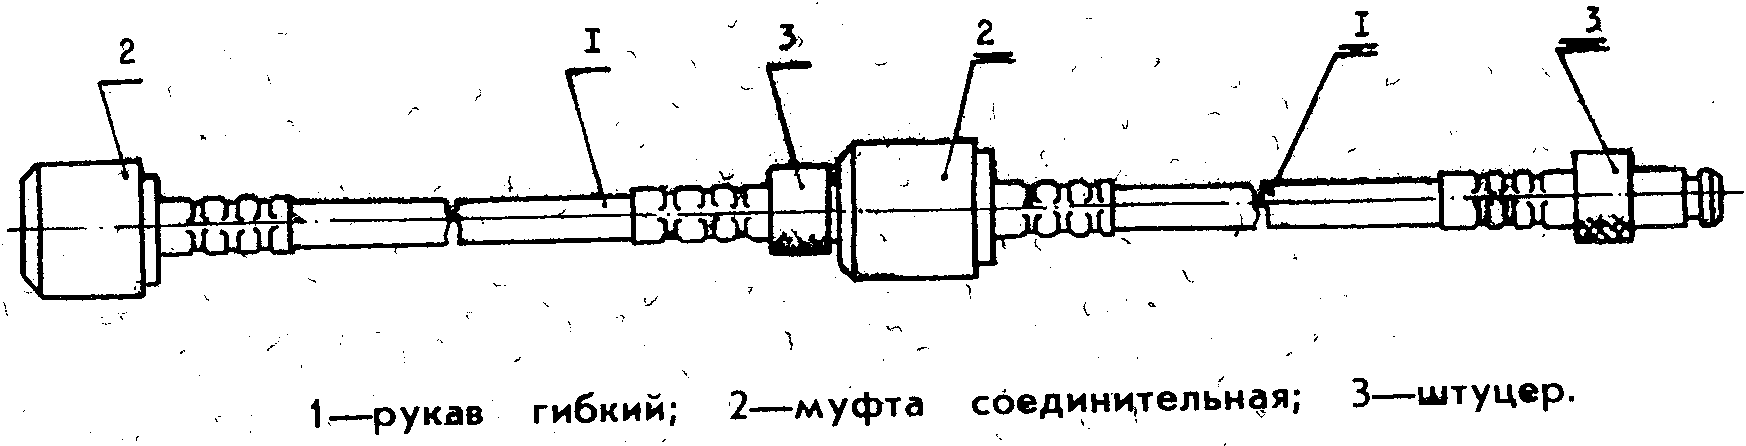 2 I 3 2 I 3
1—рукав гибкий; 2—муфта соединительная; 3—штуцер.